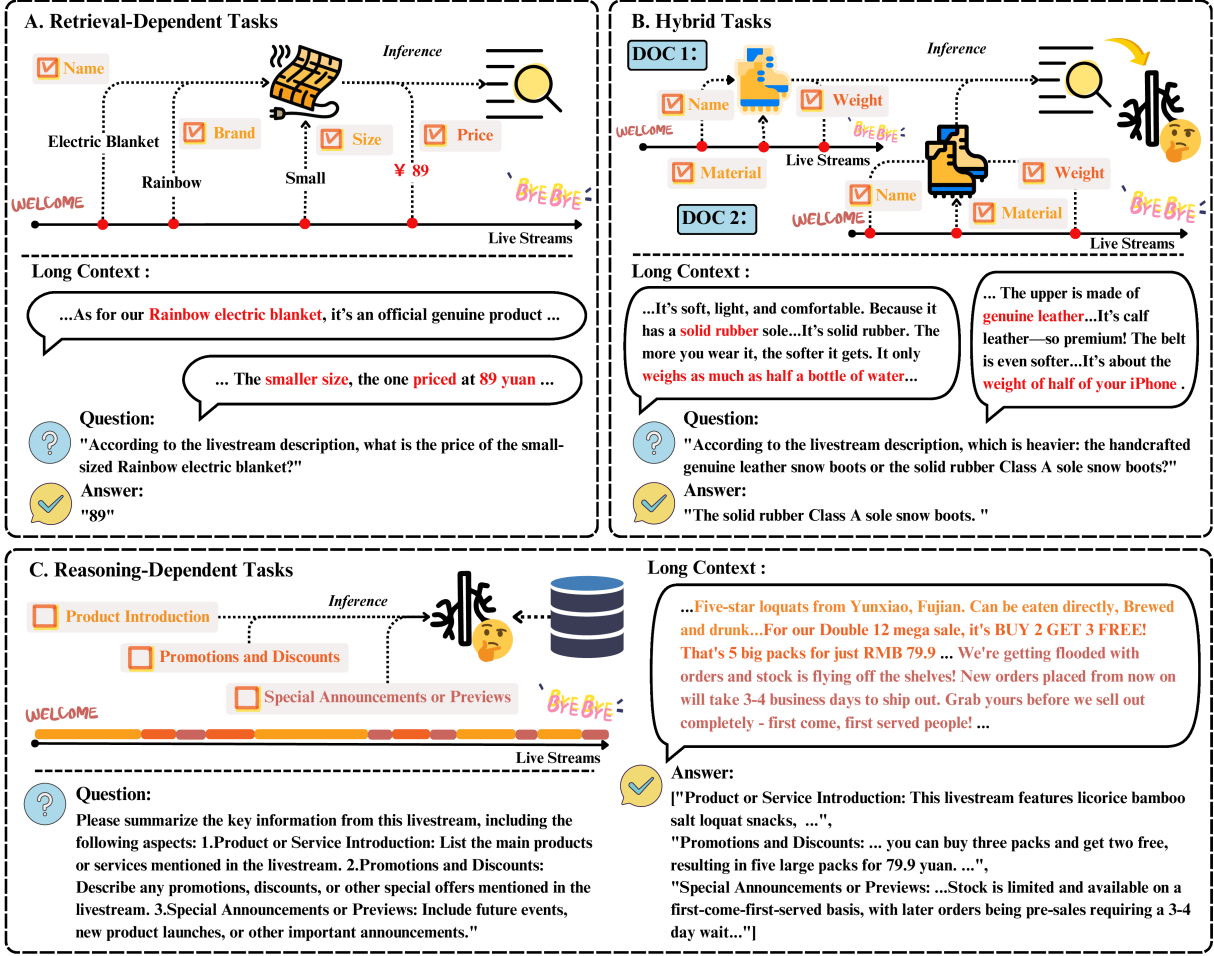 A. Retrieval-Dependent Tasks
Name
Inference
Electric Blanket
Brand
Size
Price
Rainbow
Small
¥ 89
WELCOME
BYE BYE
BYE BYE
Live Streams
Long Context :
...As for our Rainbow electric blanket, it's an official genuine product ...
... The smaller size, the one priced at 89 yuan ...
Question:
"According to the livestream description, what is the price of the small-
sized Rainbow electric blanket?"
Answer:
"89"
B. Hybrid Tasks
DOC 1:
Inference
Name
Weight
WELCOME
BYE BYE
BYE BYE
Live Streams
Material
Name
Weight
DOC 2:
WELCOME
Material
BYE BYE
BYE BYE
Live Streams
Long Context :
...It's soft, light, and comfortable. Because it
has a solid rubber sole...It's solid rubber. The
more you wear it, the softer it gets. It only
weighs as much as half a bottle of water...
... The upper is made of
genuine leather...It's calf
leather—so premium! The belt
is even softer...It's about the
weight of half of your iPhone .
Question:
"According to the livestream description, which is heavier: the handcrafted
genuine leather snow boots or the solid rubber Class A sole snow boots?"
Answer:
"The solid rubber Class A sole snow boots. "
C. Reasoning-Dependent Tasks
Inference
Product Introduction
Promotions and Discounts
Special Announcements or Previews
WELCOME
BYE BYE
BYE BYE
Live Streams
Question:
Please summarize the key information from this livestream, including the
following aspects: 1.Product or Service Introduction: List the main products
or services mentioned in the livestream. 2.Promotions and Discounts:
Describe any promotions, discounts, or other special offers mentioned in the
livestream. 3.Special Announcements or Previews: Include future events,
new product launches, or other important announcements."
Long Context :
...Five-star loquats from Yunxiao, Fujian. Can be eaten directly, Brewed
and drunk...For our Double 12 mega sale, it's BUY 2 GET 3 FREE!
That's 5 big packs for just RMB 79.9 ... We're getting flooded with
orders and stock is flying off the shelves! New orders placed from now on
will take 3-4 business days to ship out. Grab yours before we sell out
completely - first come, first served people! ...
Answer:
["Product or Service Introduction: This livestream features licorice bamboo
salt loquat snacks,  ...",
"Promotions and Discounts: ... you can buy three packs and get two free,
resulting in five large packs for 79.9 yuan. ...",
"Special Announcements or Previews: ...Stock is limited and available on a
first-come-first-served basis, with later orders being pre-sales requiring a 3-4
day wait..."]